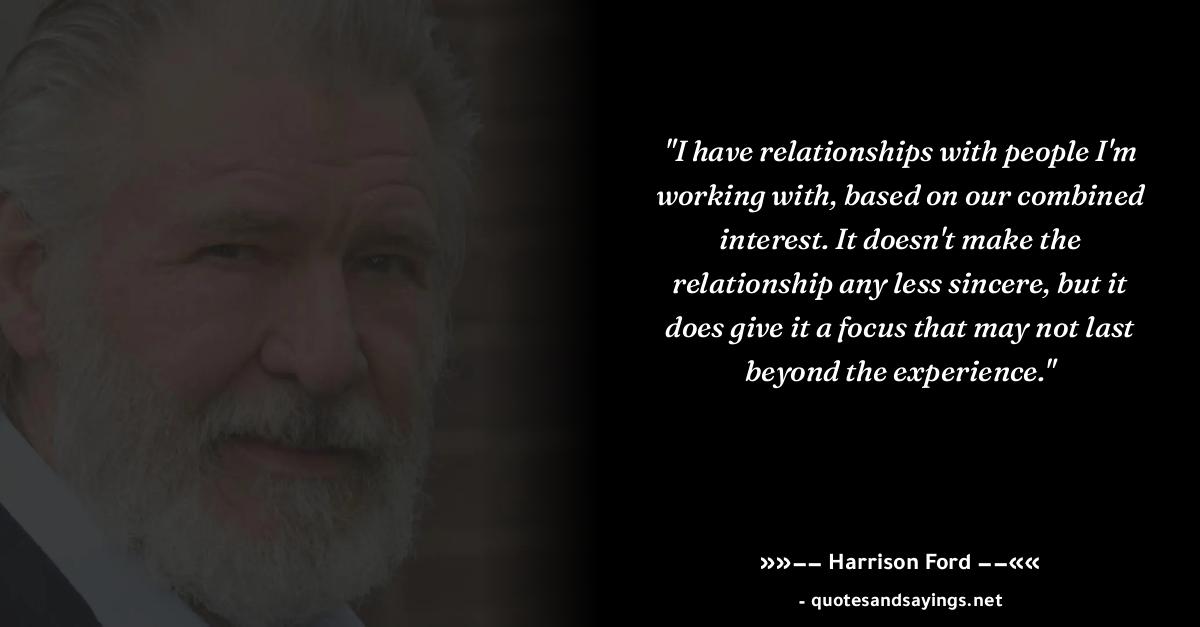 "I have relationships with people I'm
working with, based on our combined
interest. It doesn't make the
relationship any less sincere, but it
does give it a focus that may not last
beyond the experience."
»»−− Harrison Ford −−««
- quotesandsayings.net